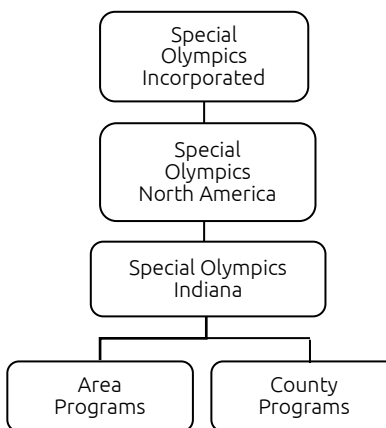 Special
Olympics
Incorporated
Special
Olympics
North America
Special Olympics
Indiana
Area
Programs
County
Programs